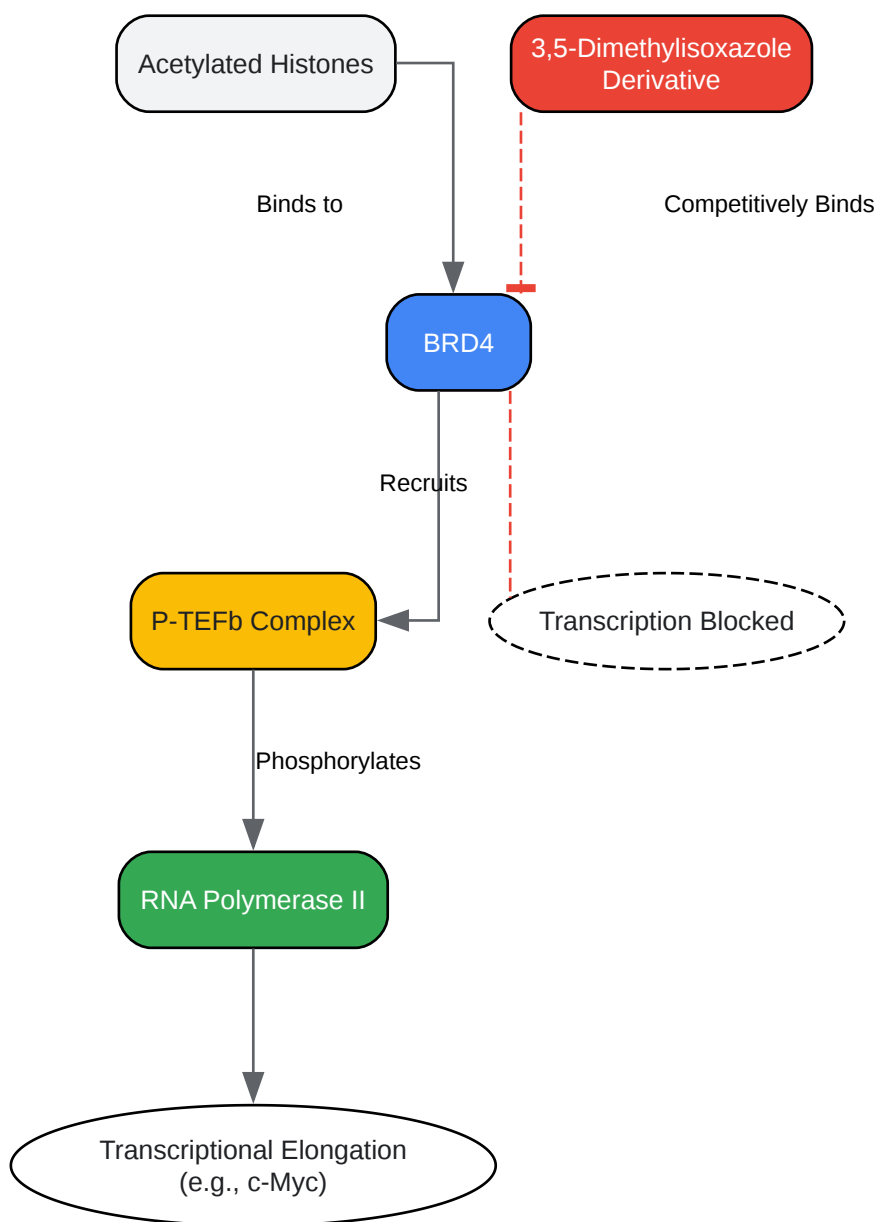 Acetylated Histones
3,5-Dimethylisoxazole
Derivative
Binds to
Competitively Binds
BRD4
Recruits
P-TEFb Complex
Transcription Blocked
Phosphorylates
RNA Polymerase II
Transcriptional Elongation
(e.g., c-Myc)